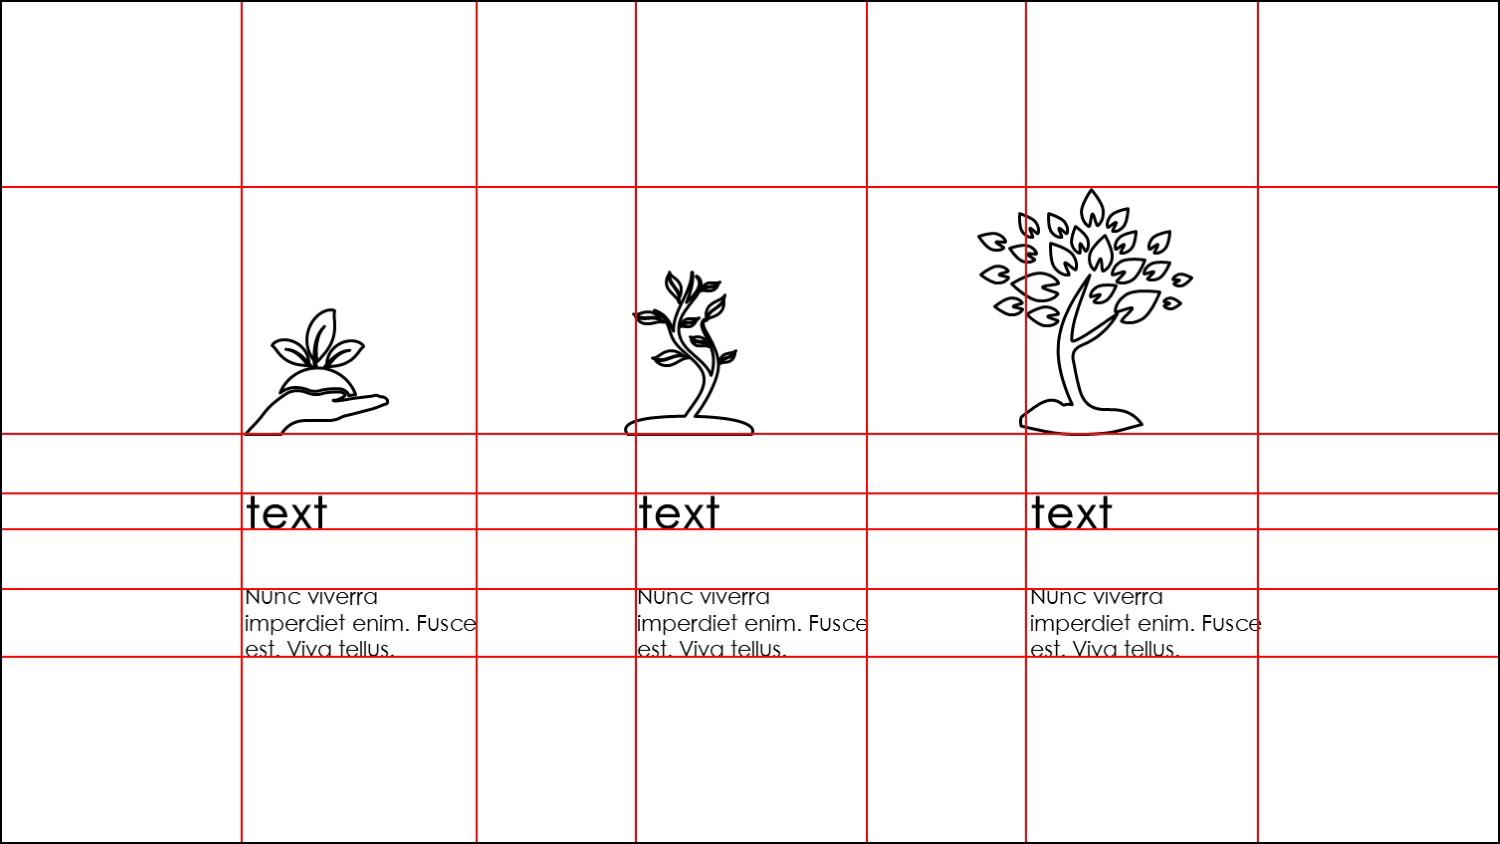 text
text
text
Nunc viverra
imperdiet enim. Fusce
est. Viva tellus.
Nunc viverra
imperdiet enim. Fusce
est. Viva tellus.
Nunc viverra
imperdiet enim. Fusce
est. Viva tellus.